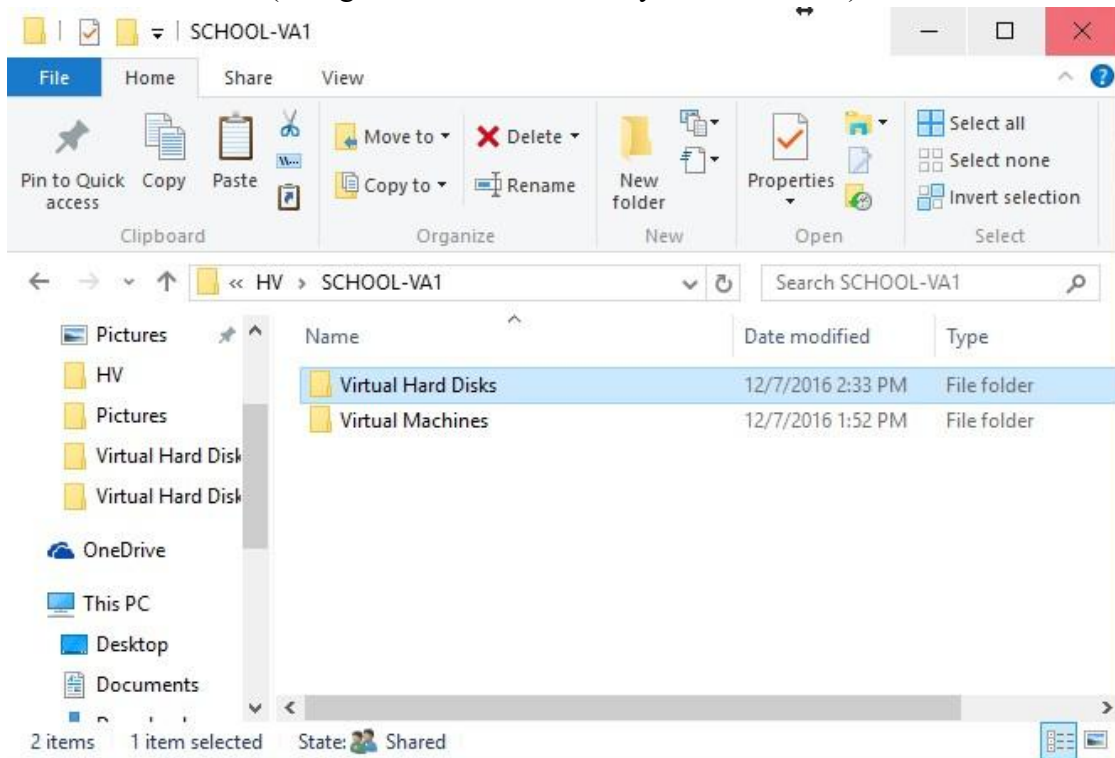 SCHOOL-VA1
File Home Share View
Pin to Quick access Copy Paste
Move to Delete
Copy to Rename
New folder
Properties
Select all
Select none
Invert selection
Clipboard Organize New Open Select
« HV › SCHOOL-VA1 Search SCHOOL-VA1
Name Date modified Type
Pictures
HV
Pictures
Virtual Hard Disk
Virtual Hard Disk
OneDrive
This PC
Desktop
Documents
Virtual Hard Disks 12/7/2016 2:33 PM File folder
Virtual Machines 12/7/2016 1:52 PM File folder
2 items 1 item selected State: Shared